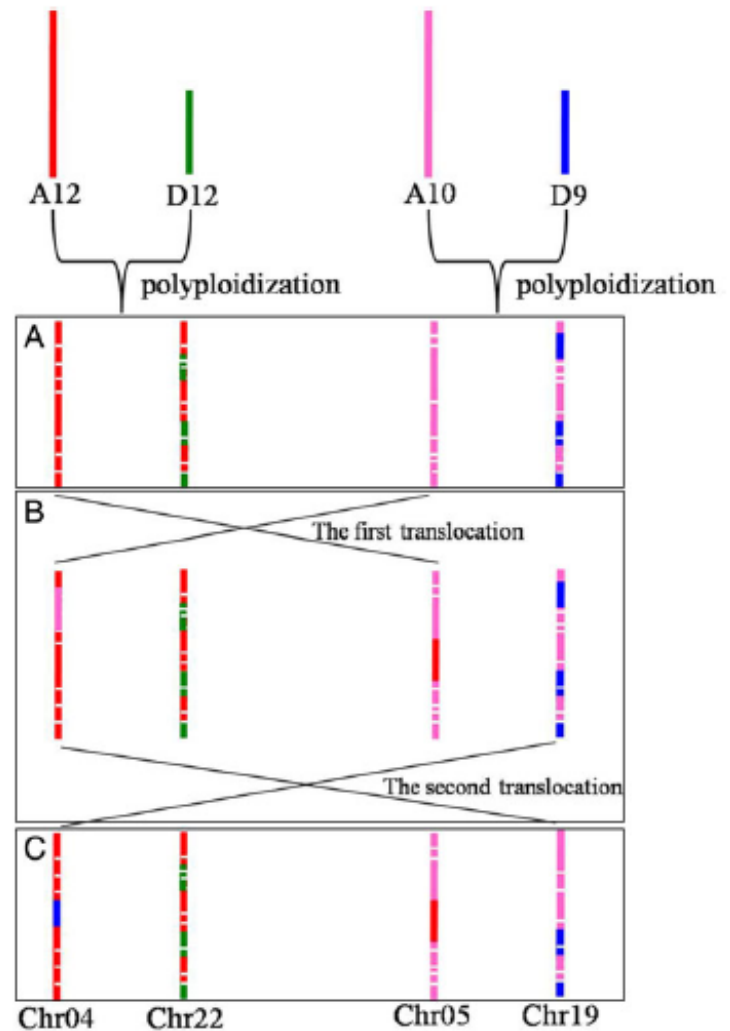 A12 D12 A10 D9
polyploidization polyploidization
A
B
The first translocation
The second translocation
C
Chr04 Chr22 Chr05 Chr19